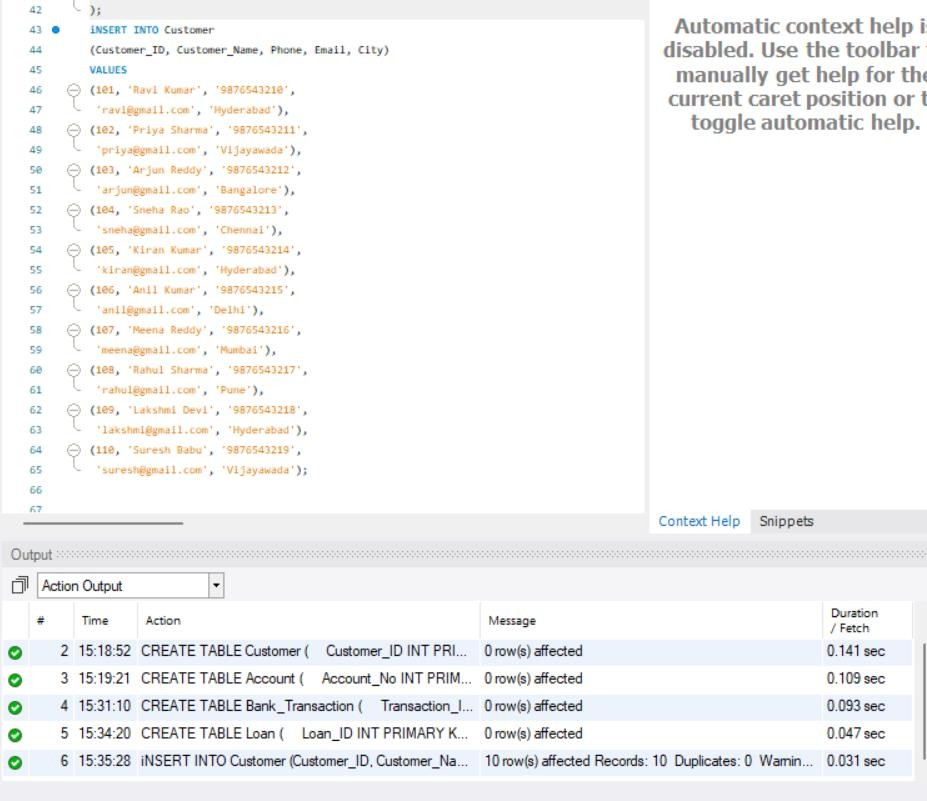 42 );
43 iNSERT INTO Customer
44 (Customer_ID, Customer_Name, Phone, Email, City)
45 VALUES
46 (101, 'Ravi Kumar', '9876543210',
47 'ravi@gmail.com', 'Hyderabad'),
48 (102, 'Priya Sharma', '9876543211',
49 'priya@gmail.com', 'Vijayawada'),
50 (103, 'Arjun Reddy', '9876543212',
51 'arjun@gmail.com', 'Bangalore'),
52 (104, 'Sneha Rao', '9876543213',
53 'sneha@gmail.com', 'Chennai'),
54 (105, 'Kiran Kumar', '9876543214',
55 'kiran@gmail.com', 'Hyderabad'),
56 (106, 'Anil Kumar', '9876543215',
57 'anil@gmail.com', 'Delhi'),
58 (107, 'Meena Reddy', '9876543216',
59 'meena@gmail.com', 'Mumbai'),
60 (108, 'Rahul Sharma', '9876543217',
61 'rahul@gmail.com', 'Pune'),
62 (109, 'Lakshmi Devi', '9876543218',
63 'lakshmi@gmail.com', 'Hyderabad'),
64 (110, 'Suresh Babu', '9876543219',
65 'suresh@gmail.com', 'Vijayawada');
66
67
Automatic context help is
disabled. Use the toolbar
manually get help for the
current caret position or t
toggle automatic help.
Context Help Snippets
Output
Action Output
# Time Action Message Duration / Fetch
2 15:18:52 CREATE TABLE Customer ( Customer_ID INT PRI... 0 row(s) affected 0.141 sec
3 15:19:21 CREATE TABLE Account ( Account_No INT PRIM... 0 row(s) affected 0.109 sec
4 15:31:10 CREATE TABLE Bank_Transaction ( Transaction_I... 0 row(s) affected 0.093 sec
5 15:34:20 CREATE TABLE Loan ( Loan_ID INT PRIMARY K... 0 row(s) affected 0.047 sec
6 15:35:28 iNSERT INTO Customer (Customer_ID, Customer_Na... 10 row(s) affected Records: 10 Duplicates: 0 Warnin... 0.031 sec